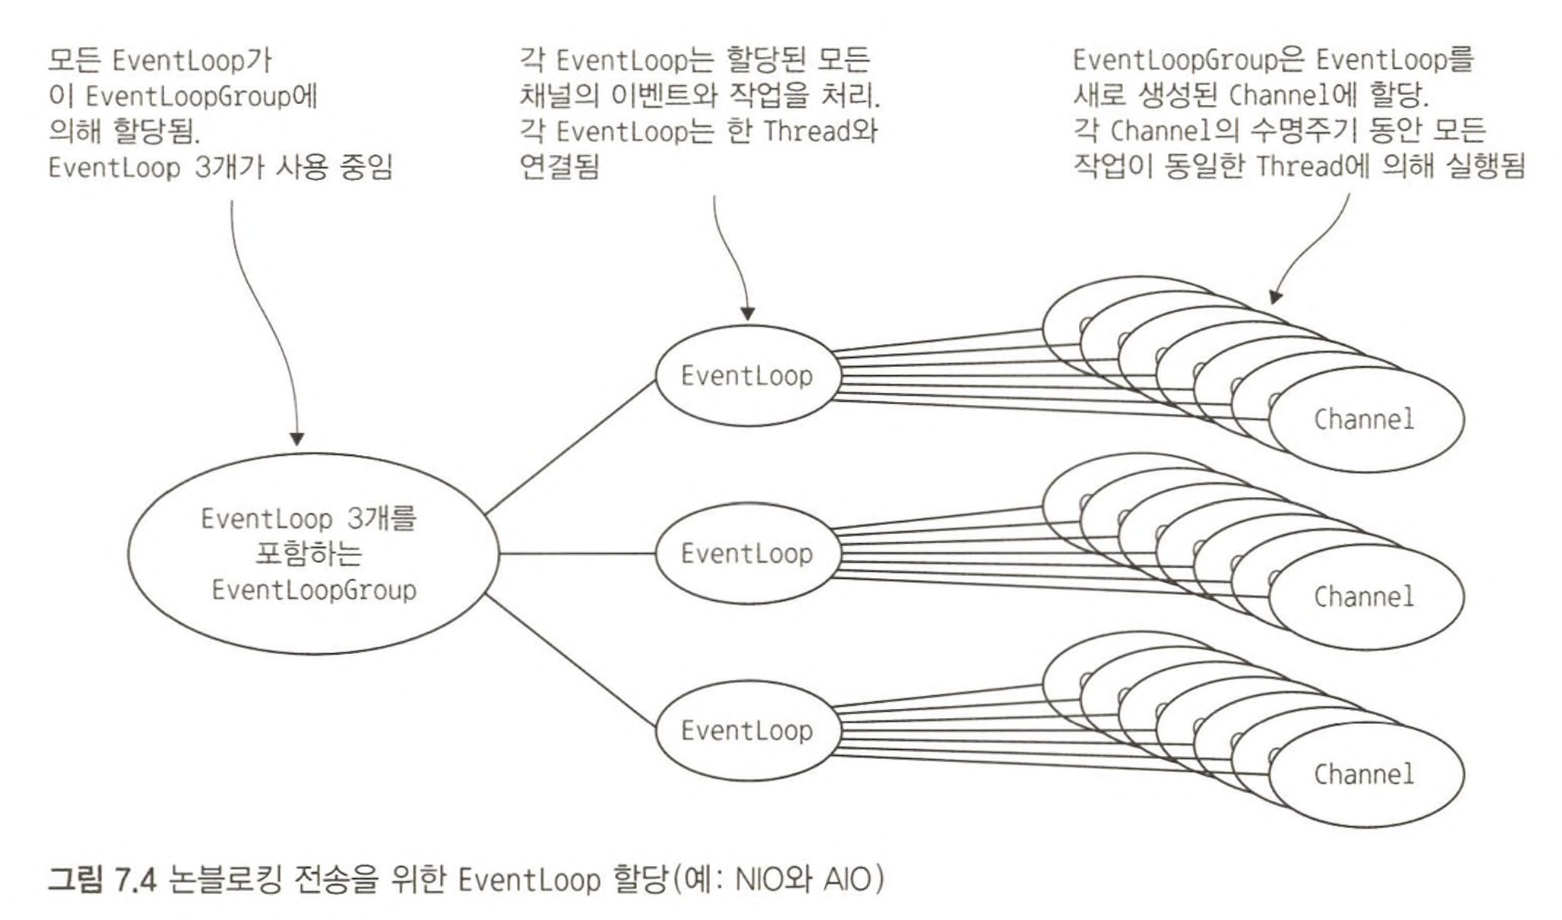 모든 EventLoop가
이 EventLoopGroup에
의해 할당됨.
EventLoop 3개가 사용 중임
각 EventLoop는 할당된 모든
채널의 이벤트와 작업을 처리.
각 EventLoop는 한 Thread와
연결됨
EventLoopGroup은 EventLoop를
새로 생성된 Channel에 할당.
각 Channel의 수명주기 동안 모든
작업이 동일한 Thread에 의해 실행됨
EventLoop
Channel
EventLoop 3개를
포함하는
EventLoopGroup
EventLoop
Channel
EventLoop
Channel
그림 7.4 논블로킹 전송을 위한 EventLoop 할당(예: NIO와 AIO)